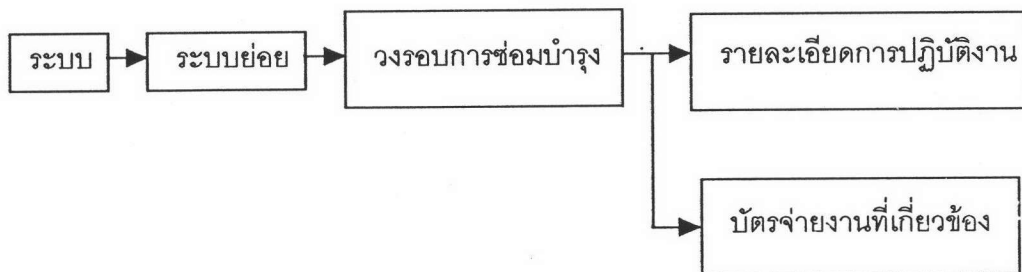 ระบบ
ระบบย่อย
วงรอบการซ่อมบำรุง
รายละเอียดการปฏิบัติงาน
บัตรจ่ายงานที่เกี่ยวข้อง